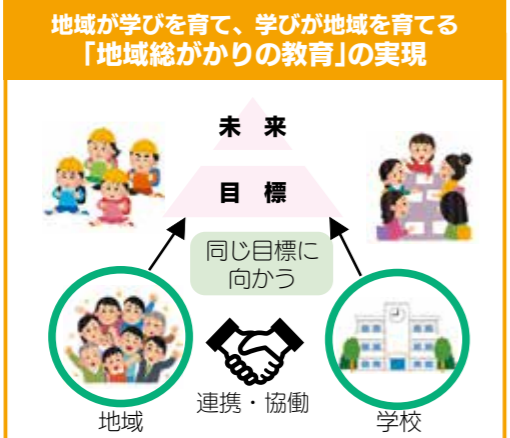 地域が学びを育て、学びが地域を育てる
「地域総がかりの教育」の実現
未 来
目 標
同じ目標に
向かう
連携・協働
地域
学校